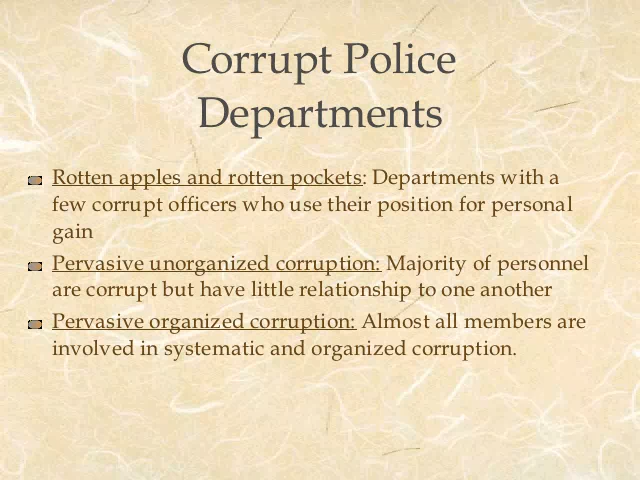 Corrupt Police
Departments
Rotten apples and rotten pockets: Departments with a
few corrupt officers who use their position for personal
gain
Pervasive unorganized corruption: Majority of personnel
are corrupt but have little relationship to one another
Pervasive organized corruption: Almost all members are
involved in systematic and organized corruption.